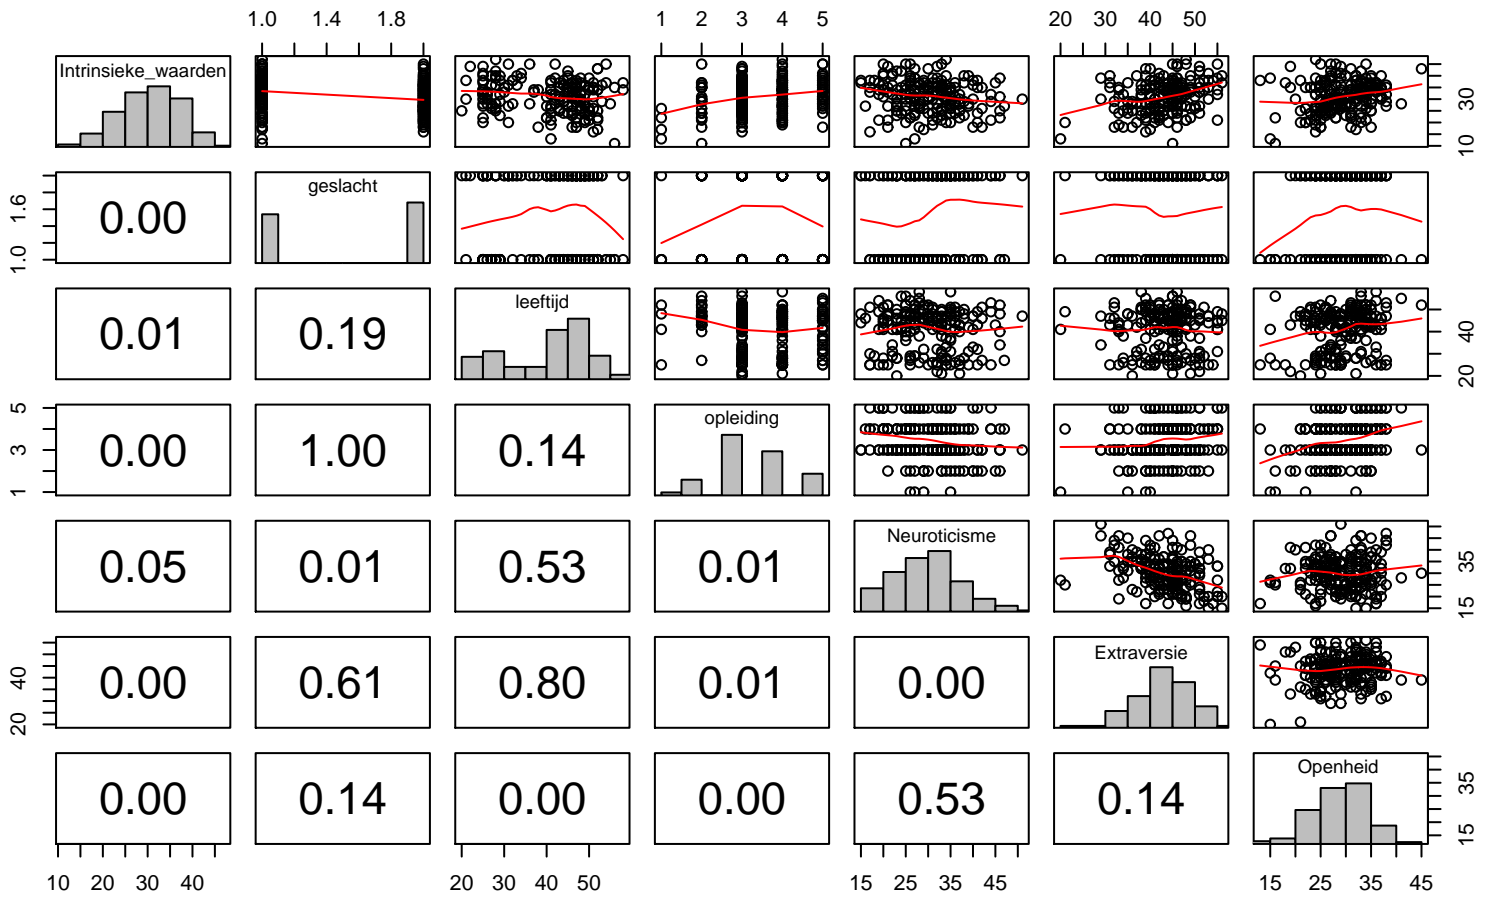 1.0 1.4 1.8 1 2 3 4 5 20 30 40 50
Intrinsieke_waarden
10 30
1.0 1.6
0.00 geslacht
0.01 0.19 leeftijd
20 40
1 3 5
0.00 1.00 0.14 opleiding
0.05 0.01 0.53 0.01 Neuroticisme
15 35
20 40
0.00 0.61 0.80 0.01 0.00 Extraversie
0.00 0.14 0.00 0.00 0.53 0.14 Openheid
15 35
10 20 30 40 20 30 40 50 15 25 35 45 15 25 35 45